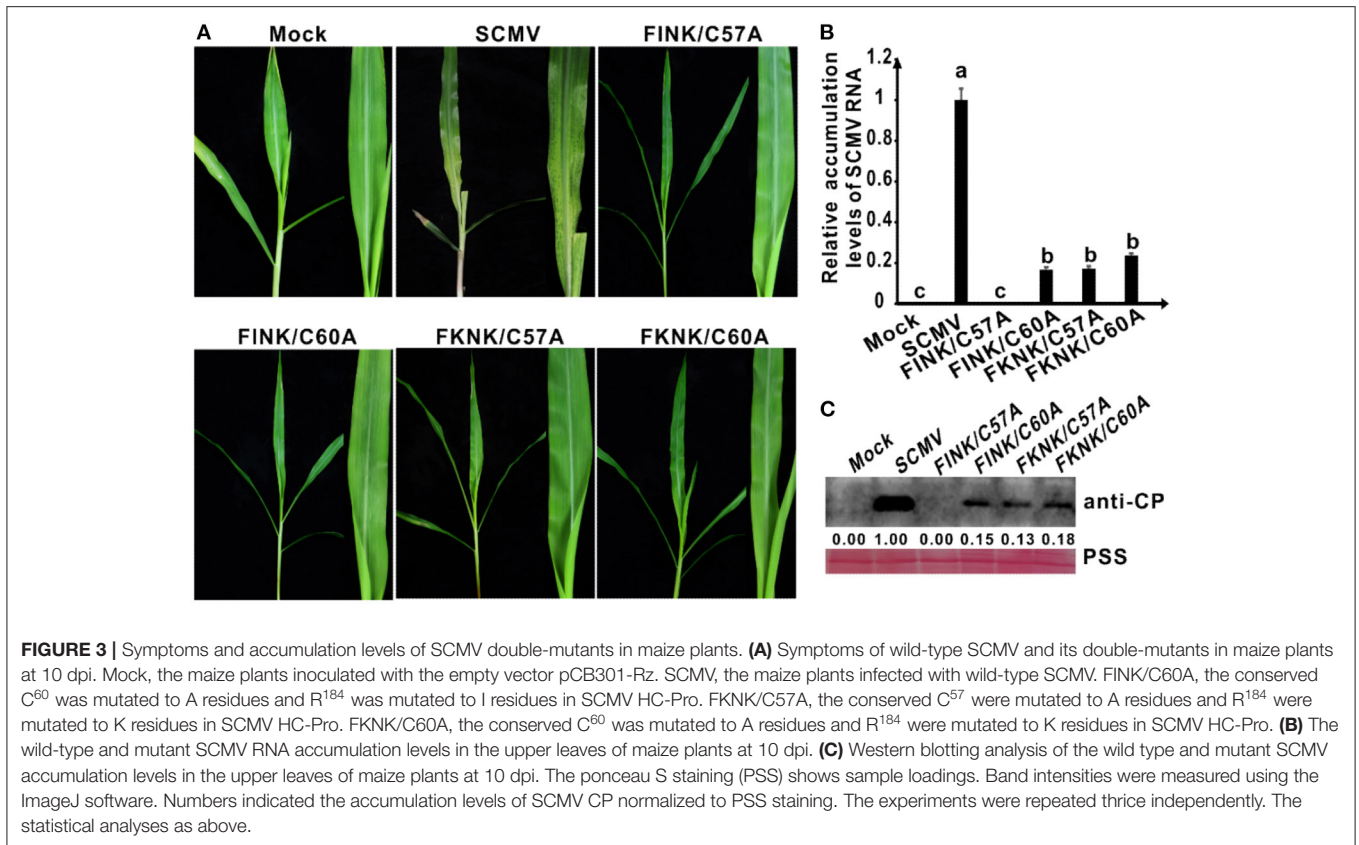 A
Mock
SCMV
FINK/C57A
FINK/C60A
FKNK/C57A
FKNK/C60A
B
Relative accumulation
levels of SCMV RNA
1.2
1
0.8
0.6
0.4
0.2
0
c
a
c
b
b
b
Mock
SCMV
FINK/C57A
FINK/C60A
FKNK/C57A
FKNK/C60A
C
Mock
SCMV
FINK/C57A
FINK/C60A
FKNK/C57A
FKNK/C60A
anti-CP
0.00 1.00 0.00 0.15 0.13 0.18
PSS
FIGURE 3 | Symptoms and accumulation levels of SCMV double-mutants in maize plants. (A) Symptoms of wild-type SCMV and its double-mutants in maize plants
at 10 dpi. Mock, the maize plants inoculated with the empty vector pCB301-Rz. SCMV, the maize plants infected with wild-type SCMV. FINK/C60A, the conserved
C⁶⁰ was mutated to A residues and R¹⁸⁴ was mutated to I residues in SCMV HC-Pro. FKNK/C57A, the conserved C⁵⁷ were mutated to A residues and R¹⁸⁴ were
mutated to K residues in SCMV HC-Pro. FKNK/C60A, the conserved C⁶⁰ was mutated to A residues and R¹⁸⁴ were mutated to K residues in SCMV HC-Pro. (B) The
wild-type and mutant SCMV RNA accumulation levels in the upper leaves of maize plants at 10 dpi. (C) Western blotting analysis of the wild type and mutant SCMV
accumulation levels in the upper leaves of maize plants at 10 dpi. The ponceau S staining (PSS) shows sample loadings. Band intensities were measured using the
ImageJ software. Numbers indicated the accumulation levels of SCMV CP normalized to PSS staining. The experiments were repeated thrice independently. The
statistical analyses as above.